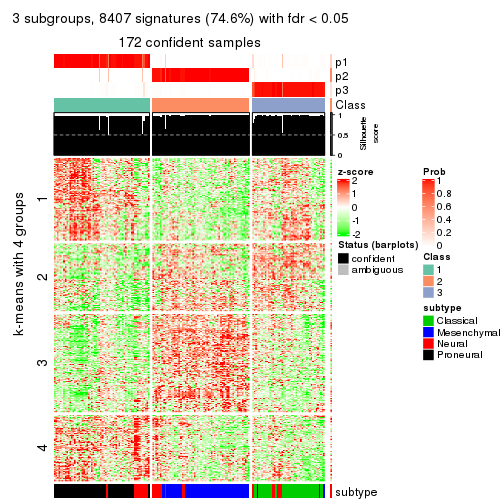 3 subgroups, 8407 signatures (74.6%) with fdr < 0.05
172 confident samples
p1
p2
p3
Class
1
0.5
0
Silhouette
score
k-means with 4 groups
1
2
3
4
subtype
z-score
2
1
0
-1
-2
Status (barplots)
confident
ambiguous
Prob
1
0.8
0.6
0.4
0.2
0
Class
1
2
3
subtype
Classical
Mesenchymal
Neural
Proneural